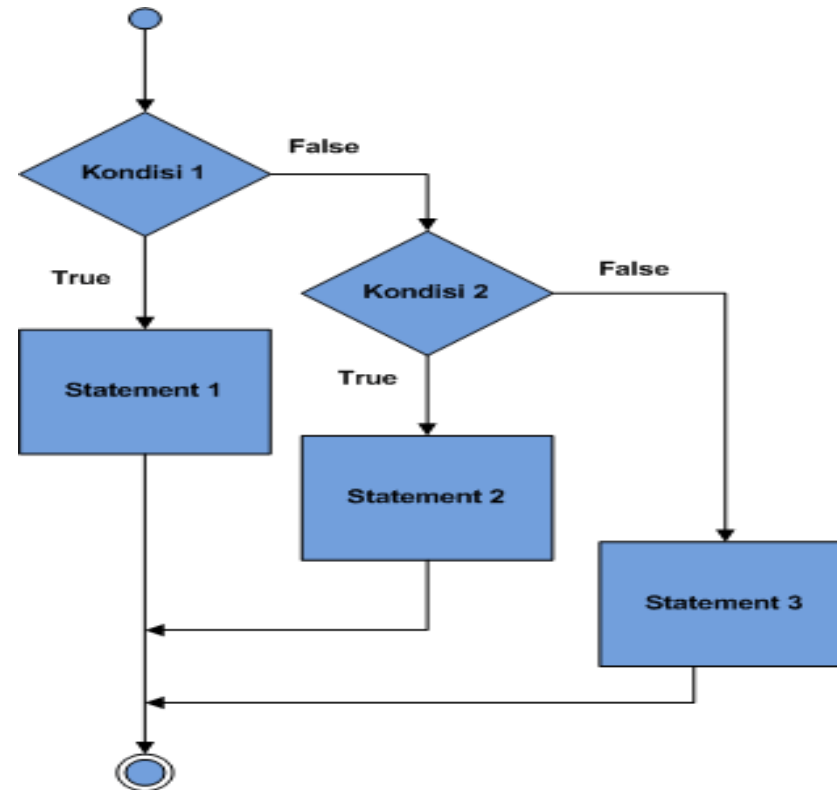 Kondisi 1
False
True
Kondisi 2
False
Statement 1
True
Statement 2
Statement 3